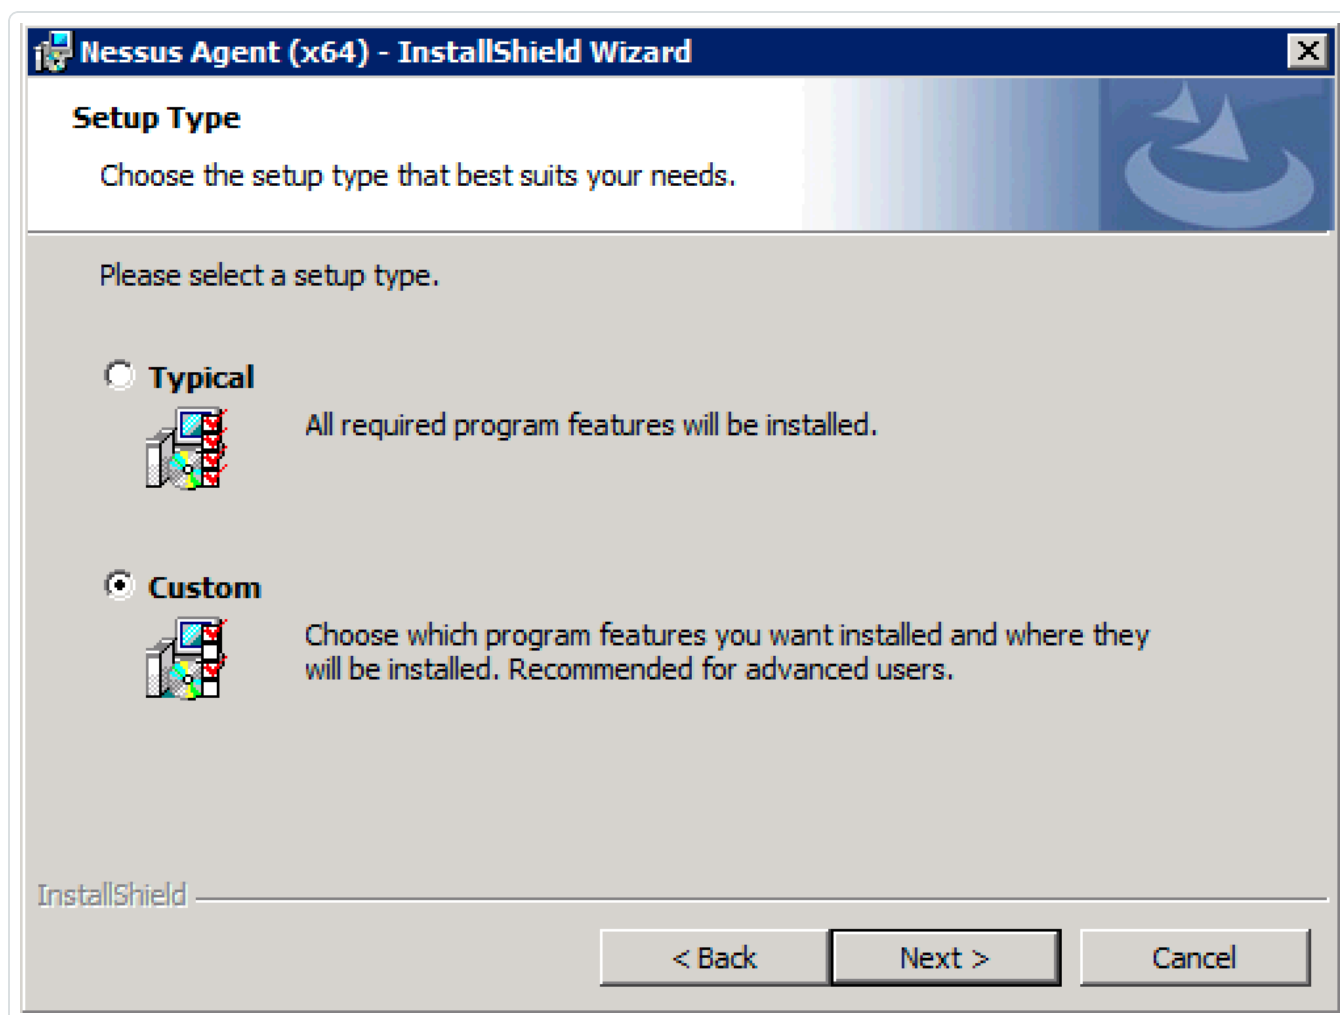 Nessus Agent (x64) - InstallShield Wizard
Setup Type
Choose the setup type that best suits your needs.
Please select a setup type.
Typical
All required program features will be installed.
Custom
Choose which program features you want installed and where they
will be installed. Recommended for advanced users.
InstallShield
< Back
Next >
Cancel